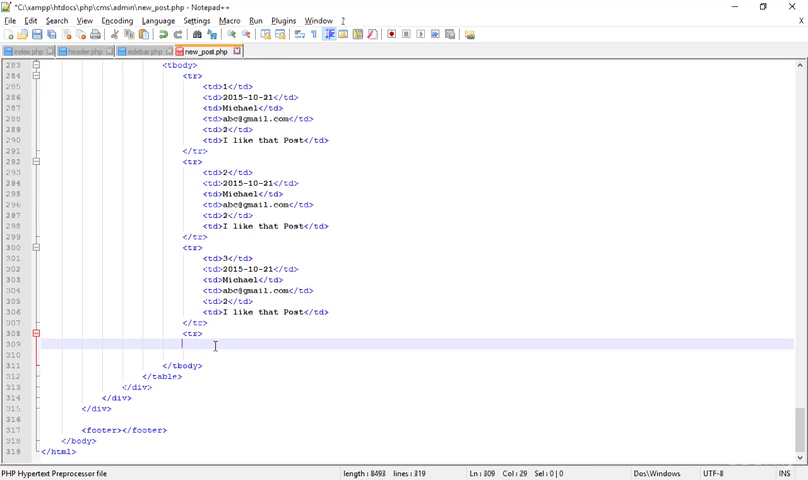 *C:\xampp\htdocs\php\cms\admin\new_post.php - Notepad++
File Edit Search View Encoding Language Settings Macro Run Plugins Window ?
index.php header.php sidebar.php new_post.php
283 <tbody>
284 <tr>
285 <td>1</td>
286 <td>2015-10-21</td>
287 <td>Michael</td>
288 <td>abc@gmail.com</td>
289 <td>2</td>
290 <td>I like that Post</td>
291 </tr>
292 <tr>
293 <td>2</td>
294 <td>2015-10-21</td>
295 <td>Michael</td>
296 <td>abc@gmail.com</td>
297 <td>2</td>
298 <td>I like that Post</td>
299 </tr>
300 <tr>
301 <td>3</td>
302 <td>2015-10-21</td>
303 <td>Michael</td>
304 <td>abc@gmail.com</td>
305 <td>2</td>
306 <td>I like that Post</td>
307 </tr>
308 <tr>
309
310
311 </tbody>
312 </table>
313 </div>
314 </div>
315 </div>
316
317 <footer></footer>
318 </body>
319 </html>
PHP Hypertext Preprocessor file length : 8493 lines : 319 Ln : 309 Col : 29 Sel : 0 | 0 Dos\Windows UTF-8 INS